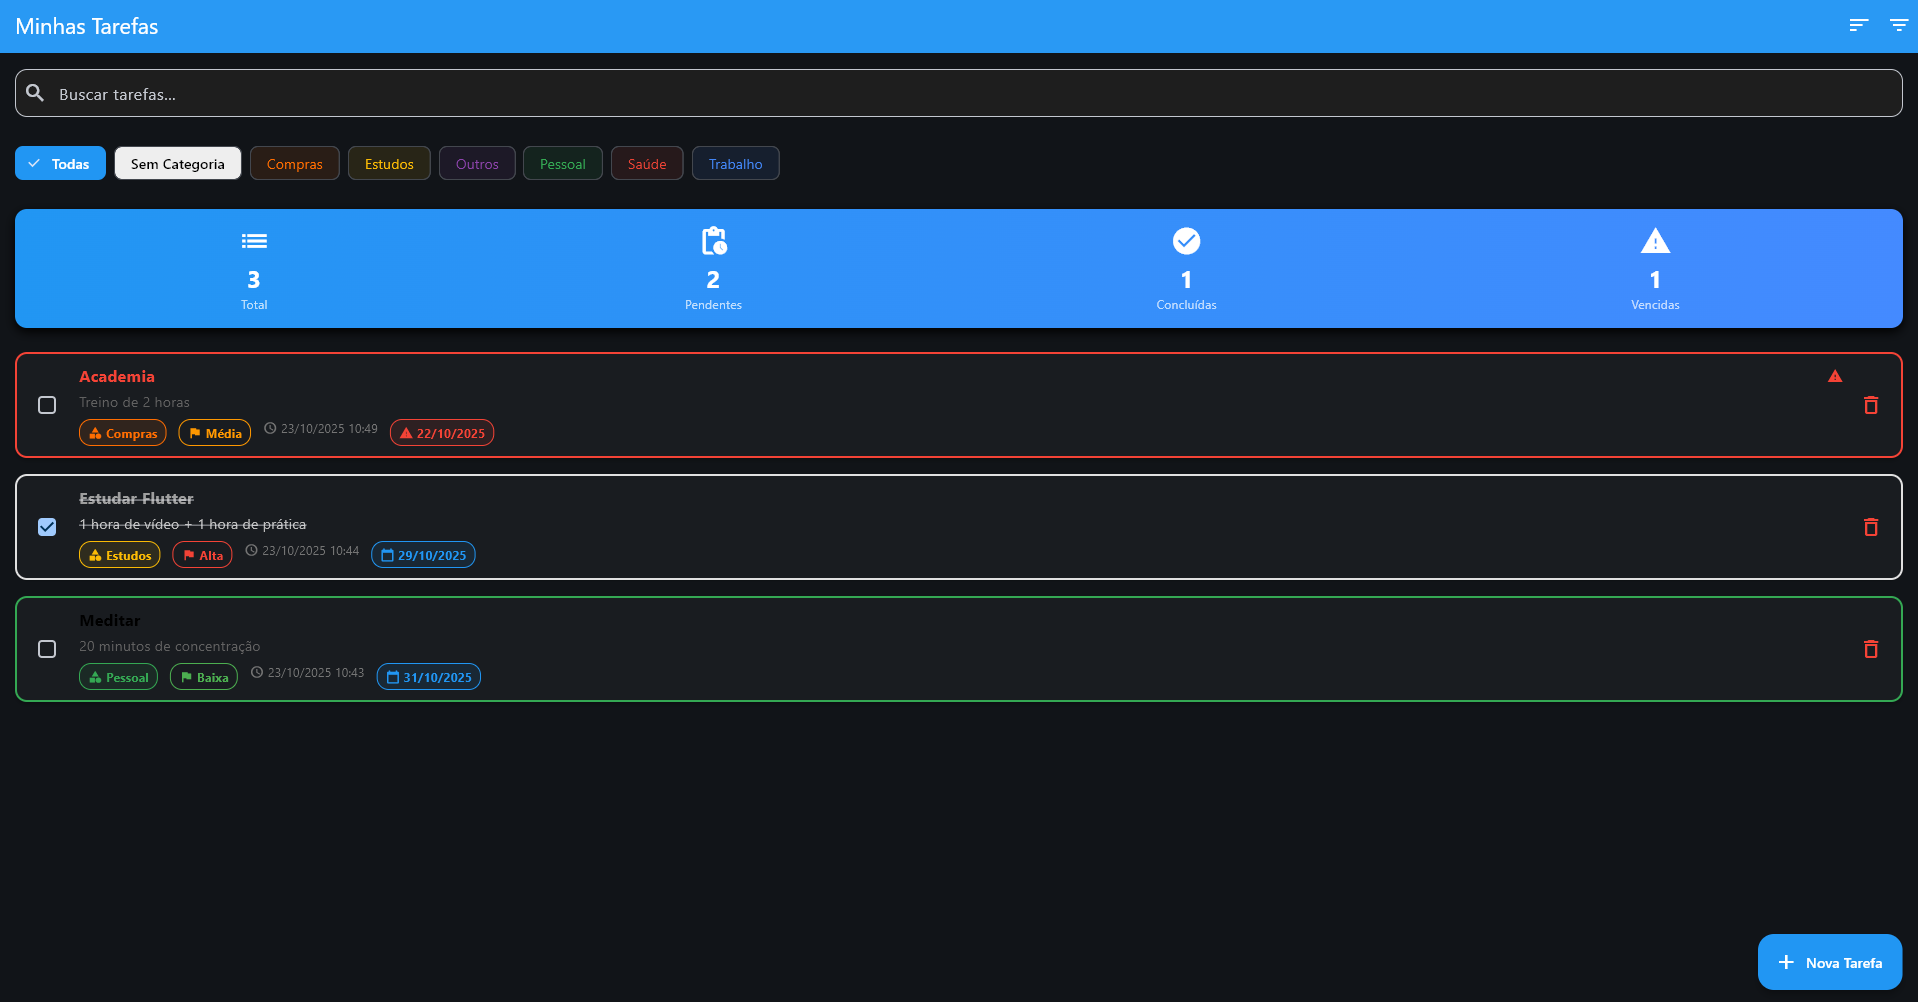 Minhas Tarefas
Buscar tarefas...
Todas Sem Categoria Compras Estudos Outros Pessoal Saúde Trabalho
3 2 1 1
Total Pendentes Concluídas Vencidas
Academia
Treino de 2 horas
Compras Média 23/10/2025 10:49 22/10/2025
Estudar Flutter
1 hora de vídeo + 1 hora de prática
Estudos Alta 23/10/2025 10:44 29/10/2025
Meditar
20 minutos de concentração
Pessoal Baixa 23/10/2025 10:43 31/10/2025
Nova Tarefa